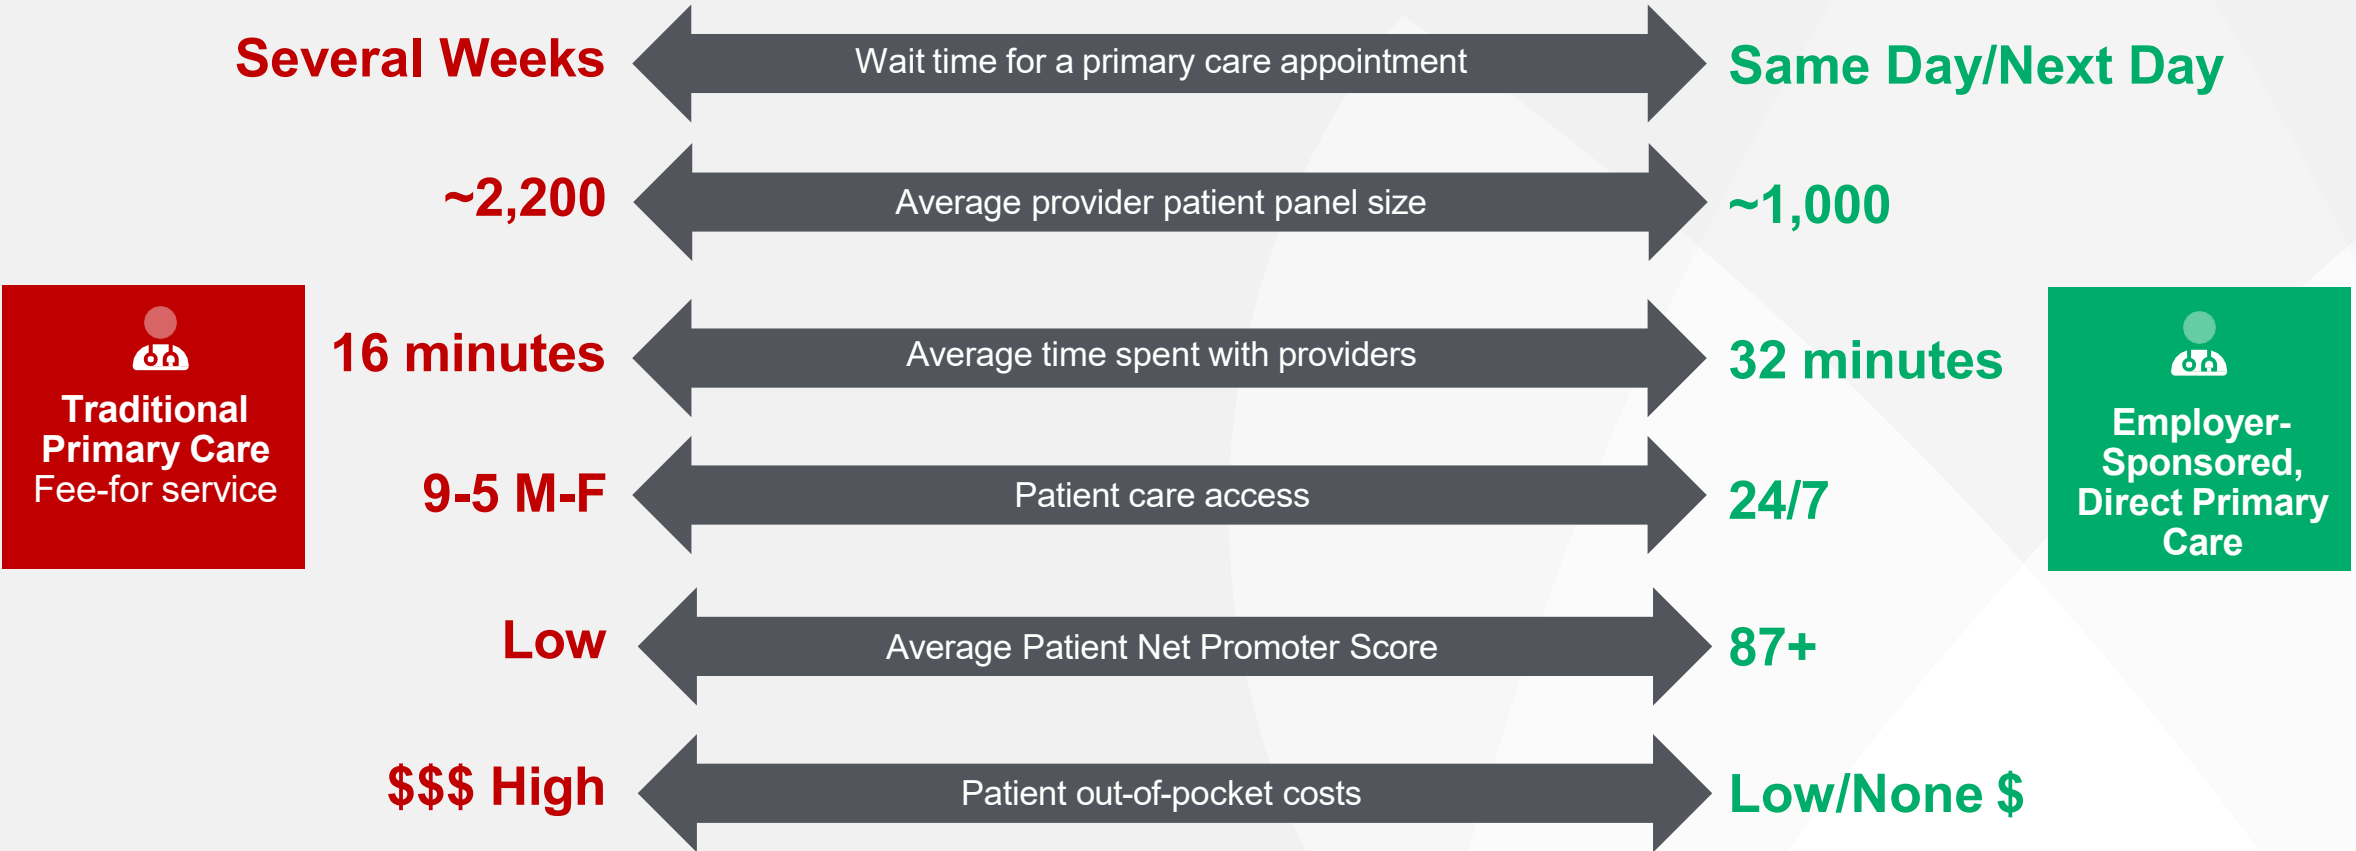 Several Weeks
Wait time for a primary care appointment
Same Day/Next Day
~2,200
Average provider patient panel size
~1,000
Traditional
Primary Care
Fee-for service
16 minutes
Average time spent with providers
32 minutes
9-5 M-F
Patient care access
24/7
Employer-
Sponsored,
Direct Primary
Care
Low
Average Patient Net Promoter Score
87+
$$$ High
Patient out-of-pocket costs
Low/None $